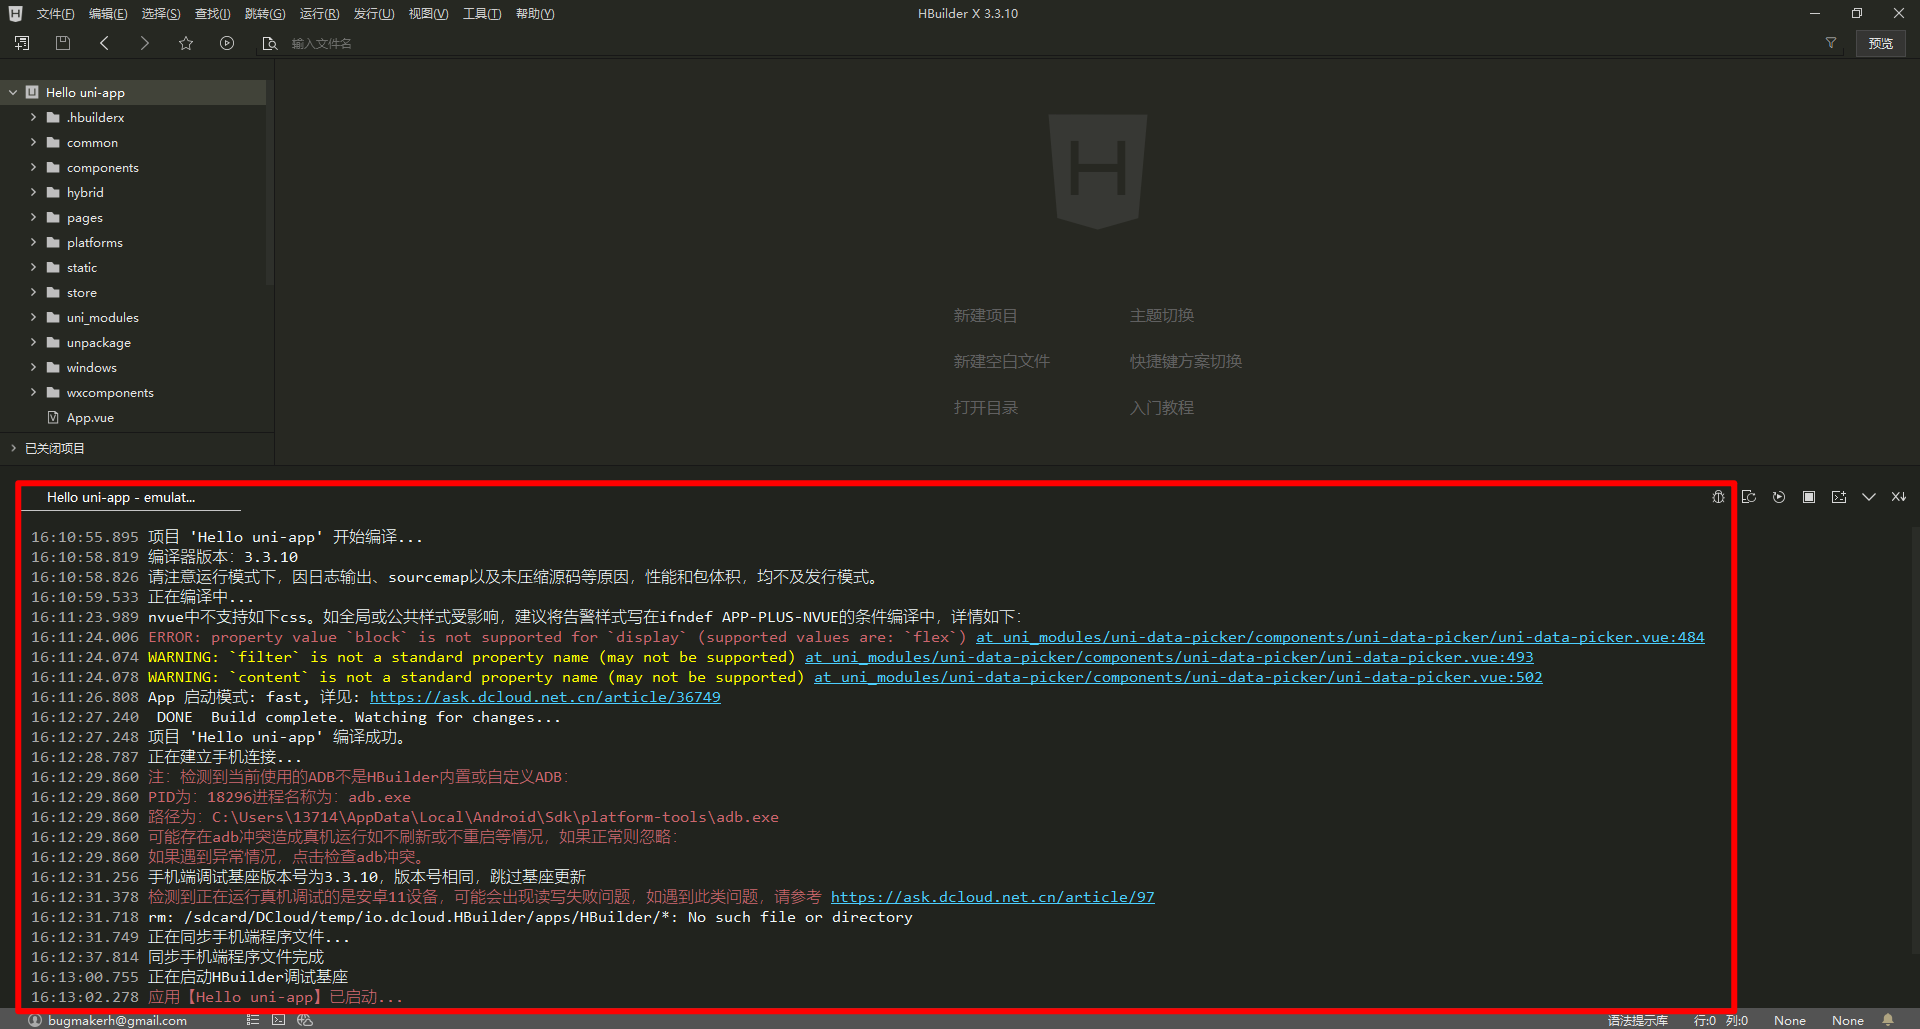 文件(F) 编辑(E) 选择(S) 查找(I) 跳转(G) 运行(R) 发行(U) 视图(V) 工具(T) 帮助(Y)
HBuilder X 3.3.10
输入文件名
预览
Hello uni-app
.hbuilderx
common
components
hybrid
pages
platforms
static
store
uni_modules
unpackage
windows
wxcomponents
App.vue
已关闭项目
H
新建项目 主题切换
新建空白文件 快捷键方案切换
打开目录 入门教程
Hello uni-app - emulat...
16:10:55.895 项目 'Hello uni-app' 开始编译...
16:10:58.819 编译器版本：3.3.10
16:10:58.826 请注意运行模式下，因日志输出、sourcemap以及未压缩源码等原因，性能和包体积，均不及发行模式。
16:10:59.533 正在编译中...
16:11:23.989 nvue中不支持如下css。如全局或公共样式受影响，建议将告警样式写在ifndef APP-PLUS-NVUE的条件编译中，详情如下：
16:11:24.006 ERROR: property value `block` is not supported for `display` (supported values are: `flex`) at uni_modules/uni-data-picker/components/uni-data-picker/uni-data-picker.vue:484
16:11:24.074 WARNING: `filter` is not a standard property name (may not be supported) at uni_modules/uni-data-picker/components/uni-data-picker/uni-data-picker.vue:493
16:11:24.078 WARNING: `content` is not a standard property name (may not be supported) at uni_modules/uni-data-picker/components/uni-data-picker/uni-data-picker.vue:502
16:11:26.808 App 启动模式: fast, 详见: https://ask.dcloud.net.cn/article/36749
16:12:27.240 DONE Build complete. Watching for changes...
16:12:27.248 项目 'Hello uni-app' 编译成功。
16:12:28.787 正在建立手机连接...
16:12:29.860 注：检测到当前使用的ADB不是HBuilder内置或自定义ADB：
16:12:29.860 PID为：18296进程名称为：adb.exe
16:12:29.860 路径为：C:\Users\13714\AppData\Local\Android\Sdk\platform-tools\adb.exe
16:12:29.860 可能存在adb冲突造成真机运行如不刷新或不重启等情况，如果正常则忽略：
16:12:29.860 如果遇到异常情况，点击检查adb冲突。
16:12:31.256 手机端调试基座版本号为3.3.10，版本号相同，跳过基座更新
16:12:31.378 检测到正在运行真机调试的是安卓11设备，可能会出现读写失败问题，如遇到此类问题，请参考 https://ask.dcloud.net.cn/article/97
16:12:31.718 rm: /sdcard/DCloud/temp/io.dcloud.HBuilder/apps/HBuilder/*: No such file or directory
16:12:31.749 正在同步手机端程序文件...
16:12:37.814 同步手机端程序文件完成
16:13:00.755 正在启动HBuilder调试基座
16:13:02.278 应用【Hello uni-app】已启动...
bugmakerh@gmail.com
语法提示库 行:0 列:0 None None